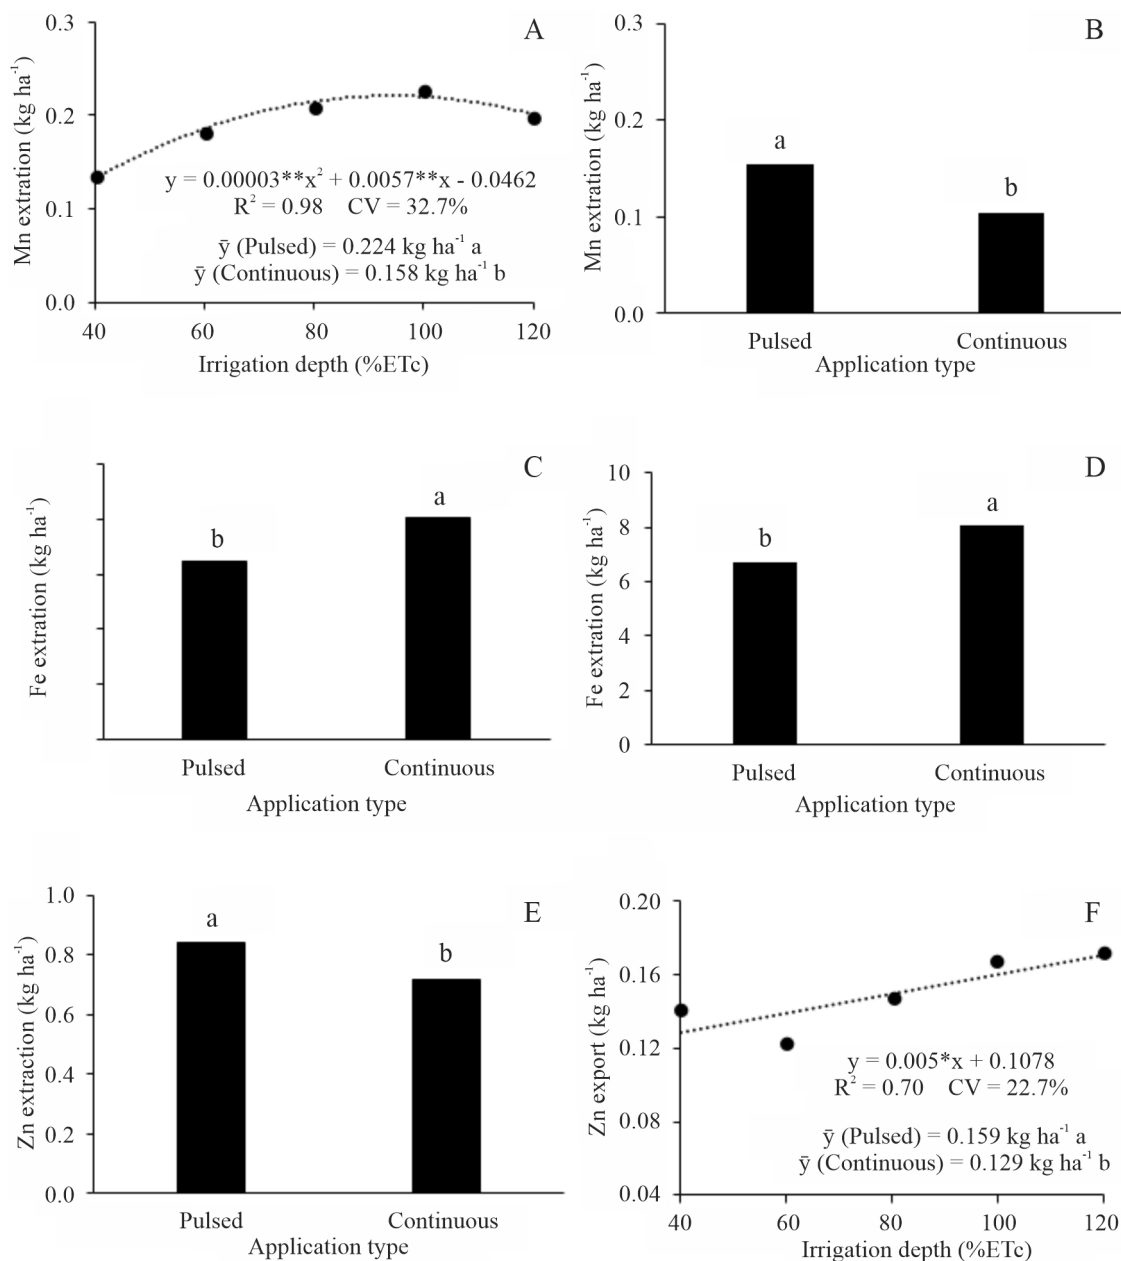 A
Mn extration (kg ha⁻¹)
0.3
0.2
0.1
0.0
y = 0.00003**x² + 0.0057**x - 0.0462
R² = 0.98 CV = 32.7%
ȳ (Pulsed) = 0.224 kg ha⁻¹ a
ȳ (Continuous) = 0.158 kg ha⁻¹ b
40 60 80 100 120
Irrigation depth (%ETc)
B
Mn extration (kg ha⁻¹)
0.3
0.2
0.1
0.0
a
b
Pulsed Continuous
Application type
C
Fe extration (kg ha⁻¹)
b
a
Pulsed Continuous
Application type
D
Fe extration (kg ha⁻¹)
10
8
6
4
2
0
b
a
Pulsed Continuous
Application type
E
Zn extraction (kg ha⁻¹)
1.0
0.8
0.6
0.4
0.2
0.0
a
b
Pulsed Continuous
Application type
F
Zn export (kg ha⁻¹)
0.20
0.16
0.12
0.08
0.04
y = 0.005*x + 0.1078
R² = 0.70 CV = 22.7%
ȳ (Pulsed) = 0.159 kg ha⁻¹ a
ȳ (Continuous) = 0.129 kg ha⁻¹ b
40 60 80 100 120
Irrigation depth (%ETc)